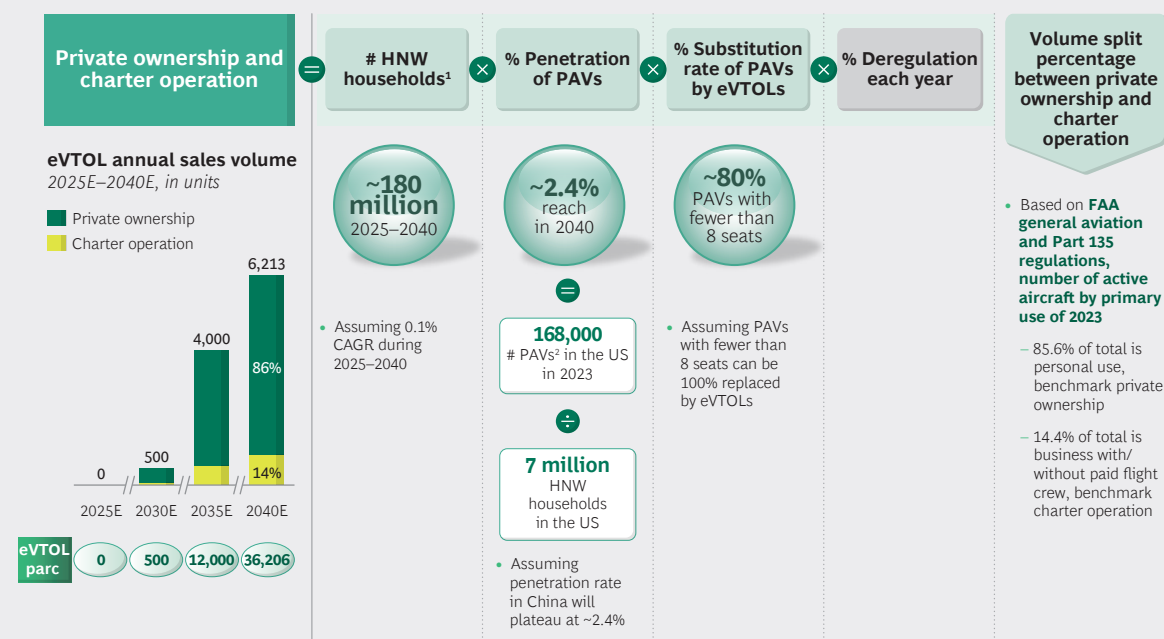 Private ownership and
charter operation
=
# HNW
households¹
×
% Penetration
of PAVs
×
% Substitution
rate of PAVs
by eVTOLs
×
% Deregulation
each year
Volume split
percentage
between private
ownership and
charter
operation
eVTOL annual sales volume
2025E–2040E, in units
Private ownership
Charter operation
6,213
4,000
86%
500
0
14%
2025E 2030E 2035E 2040E
eVTOL
parc
0 500 12,000 36,206
~180
million
2025–2040
• Assuming 0.1%
CAGR during
2025–2040
~2.4%
reach
in 2040
=
168,000
# PAVs² in the US
in 2023
÷
7 million
HNW
households
in the US
• Assuming
penetration rate
in China will
plateau at ~2.4%
~80%
PAVs with
fewer than
8 seats
• Assuming PAVs
with fewer than
8 seats can be
100% replaced
by eVTOLs
• Based on FAA
general aviation
and Part 135
regulations,
number of active
aircraft by primary
use of 2023
– 85.6% of total is
personal use,
benchmark private
ownership
– 14.4% of total is
business with/
without paid flight
crew, benchmark
charter operation